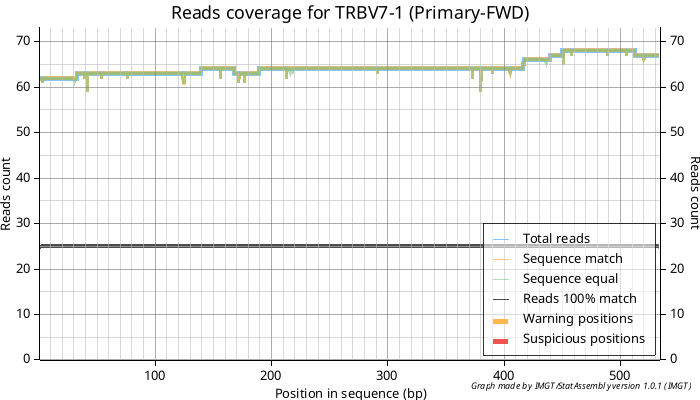 Reads coverage for TRBV7-1 (Primary-FWD)
70 70
60 60
50 50
40 40
30 30
20 20
10 10
0 0
Reads count
Reads count
Total reads
Sequence match
Sequence equal
Reads 100% match
Warning positions
Suspicious positions
100 200 300 400 500
Position in sequence (bp)
Graph made by IMGT/StatAssembly version 1.0.1 (IMGT)